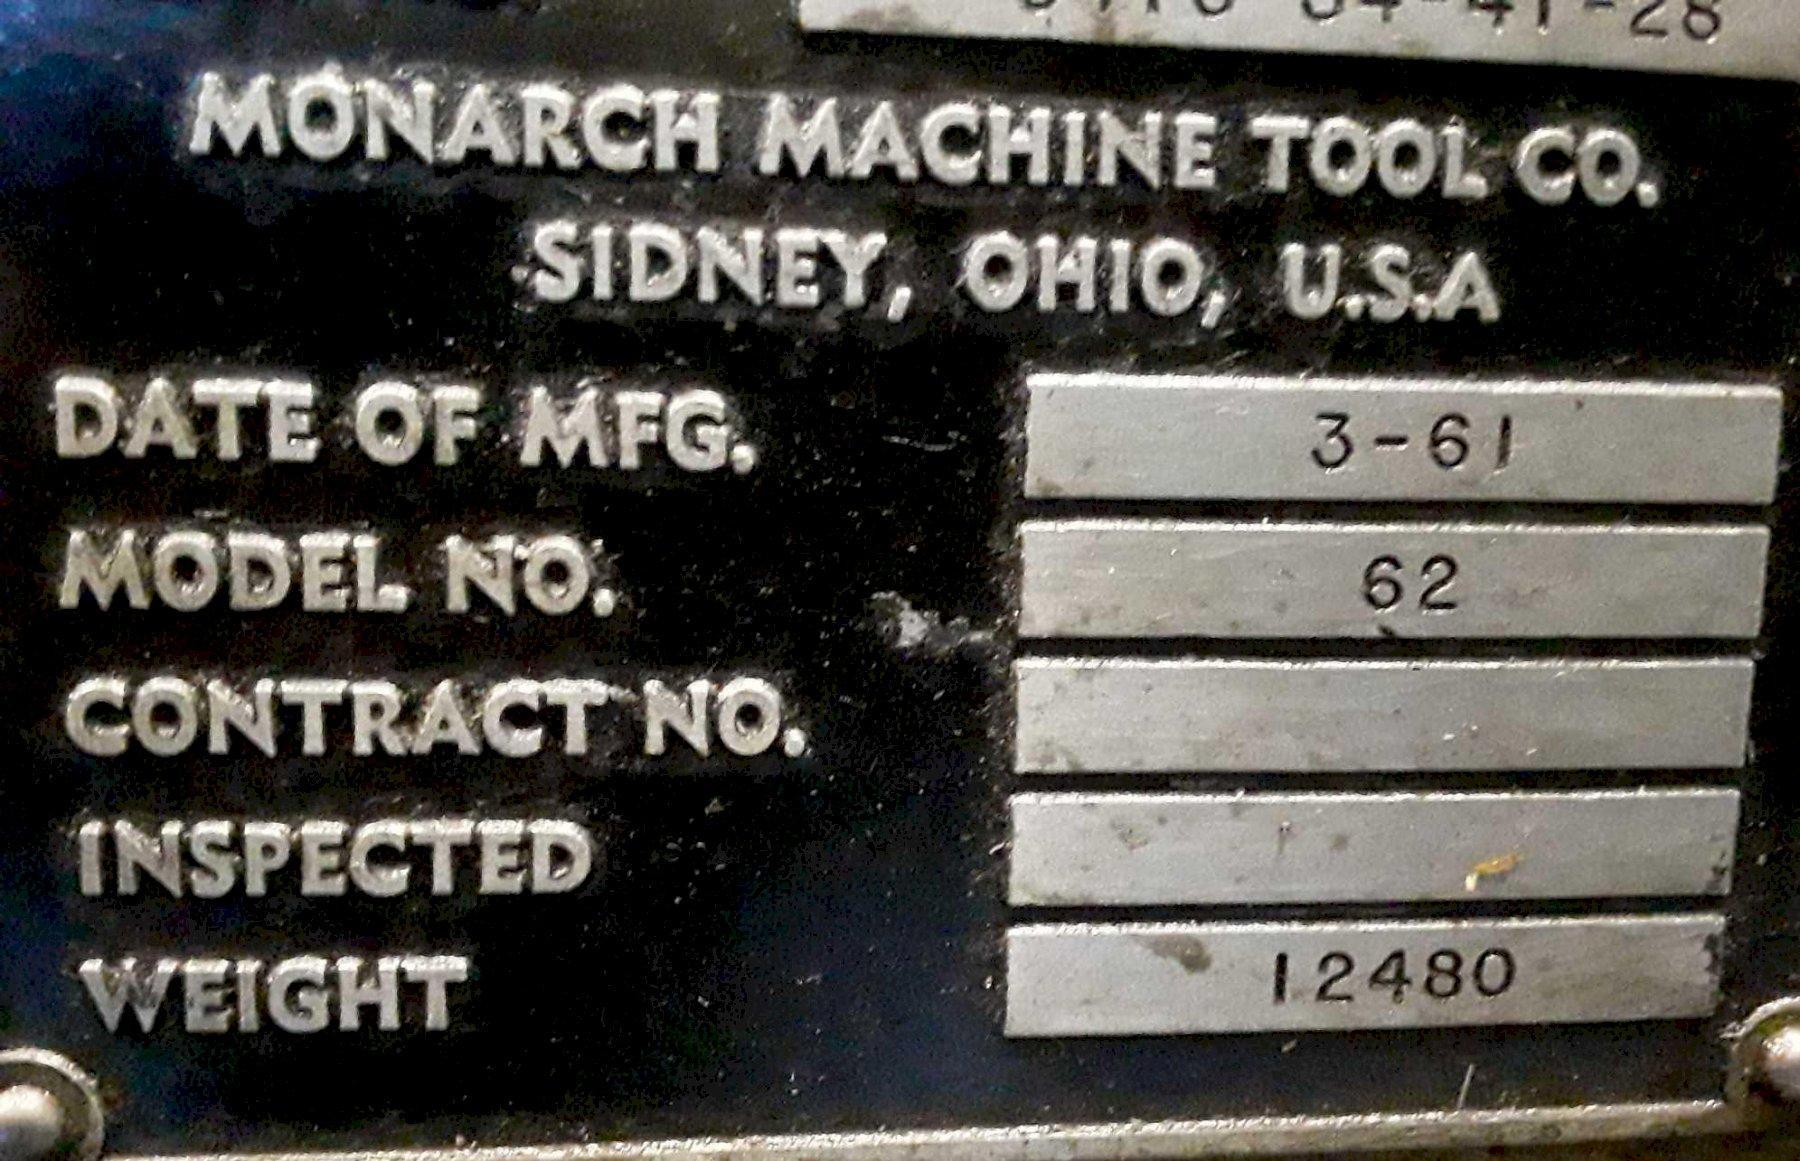 MONARCH MACHINE TOOL CO.
SIDNEY, OHIO, U.S.A
DATE OF MFG. 3-61
MODEL NO. 62
CONTRACT NO.
INSPECTED
WEIGHT 12480